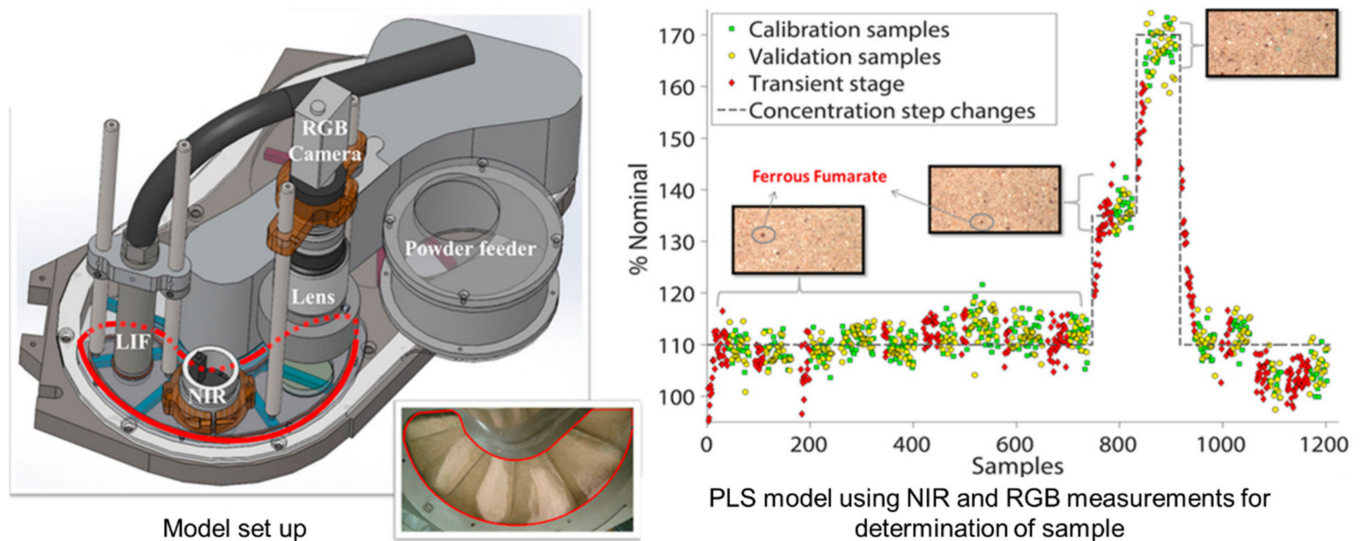 RGB
Camera
Powder feeder
Lens
LIF
NIR
Model set up
Calibration samples
Validation samples
Transient stage
Concentration step changes
Ferrous Fumarate
% Nominal
170
160
150
140
130
120
110
100
0
200
400
600
800
1000
1200
Samples
PLS model using NIR and RGB measurements for
determination of sample